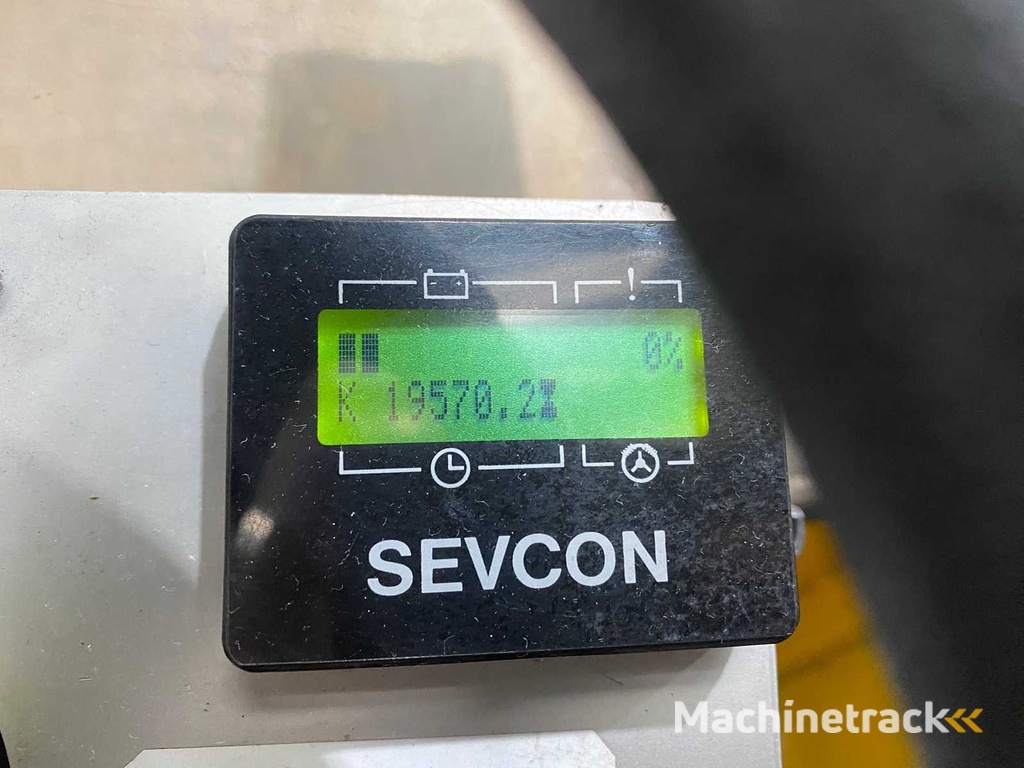 0%
K 19570.2
SEVCON
Machinetrack